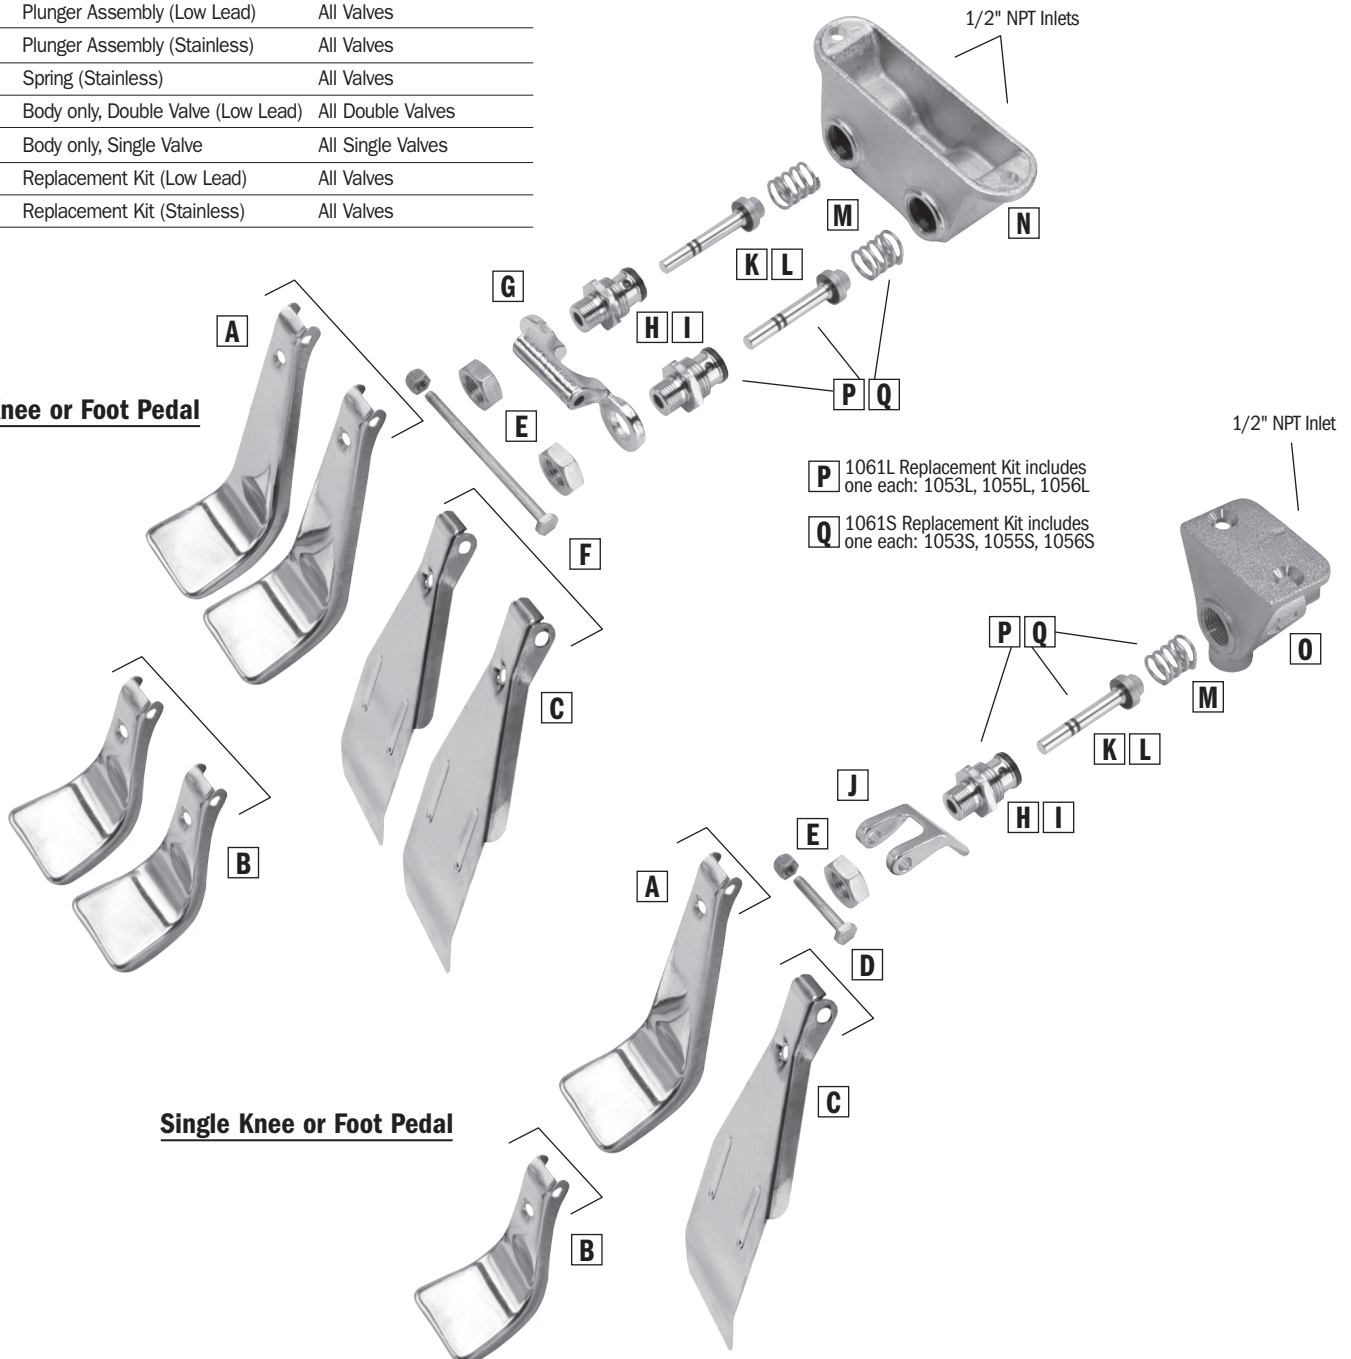 Plunger Assembly (Low Lead) All Valves
Plunger Assembly (Stainless) All Valves
Spring (Stainless) All Valves
Body only, Double Valve (Low Lead) All Double Valves
Body only, Single Valve All Single Valves
Replacement Kit (Low Lead) All Valves
Replacement Kit (Stainless) All Valves
1/2" NPT Inlets
M
N
K L
G
H I
A
P Q
nee or Foot Pedal
E
1/2" NPT Inlet
P 1061L Replacement Kit includes
one each: 1053L, 1055L, 1056L
Q 1061S Replacement Kit includes
one each: 1053S, 1055S, 1056S
F
P Q
O
M
C
K L
J
H I
E
B
A
D
C
Single Knee or Foot Pedal
B